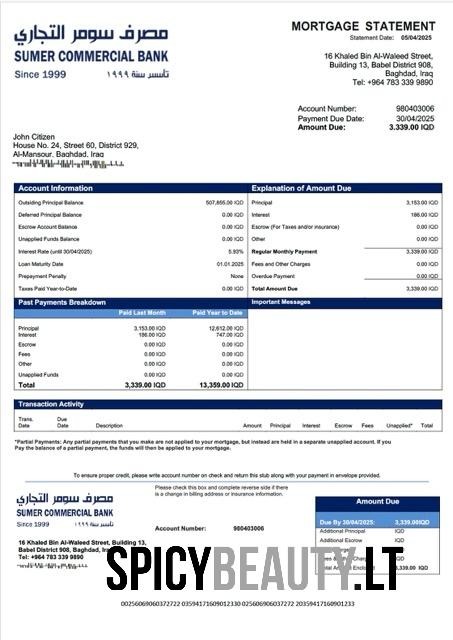 مصرف سومر التجاري
SUMER COMMERCIAL BANK
Since 1999 تأسس سنة ١٩٩٩
MORTGAGE STATEMENT
Statement Date: 05/04/2025
16 Khaled Bin Al-Waleed Street,
Building 13, Babel District 908,
Baghdad, Iraq
Tel: +964 783 339 9890
Account Number: 980403006
Payment Due Date: 30/04/2025
Amount Due: 3,339.00 IQD
John Citizen
House No. 24, Street 60, District 929,
Al-Mansour, Baghdad, Iraq
Account Information
Outsiding Principal Balance 507,855.00 IQD
Deferred Principal Balance 0.00 IQD
Escrow Account Balance 0.00 IQD
Unapplied Funds Balance 0.00 IQD
Interest Rate (until 30/04/2025) 5.93%
Loan Maturity Date 01.01.2025
Prepayment Penalty None
Taxes Paid Year-to-Date 0.00 IQD
Explanation of Amount Due
Principal 3,153.00 IQD
Interest 186.00 IQD
Escrow (For Taxes and/or insurance) 0.00 IQD
Other 0.00 IQD
Regular Monthly Payment 3,339.00 IQD
Fees and Other Charges 0.00 IQD
Overdue Payment 0.00 IQD
Total Amount Due 3,339.00 IQD
Past Payments Breakdown
Paid Last Month Paid Year to Date
Principal 3,153.00 IQD 12,612.00 IQD
Interest 186.00 IQD 747.00 IQD
Escrow 0.00 IQD 0.00 IQD
Fees 0.00 IQD 0.00 IQD
Other 0.00 IQD 0.00 IQD
Unapplied Funds 0.00 IQD 0.00 IQD
Total 3,339.00 IQD 13,359.00 IQD
Important Messages
Transaction Activity
Trans. Date Due Date Description Amount Principal Interest Escrow Fees Unapplied* Total
*Partial Payments: Any partial payments that you make are not applied to your mortgage, but instead are held in a separate unapplied account. If you
Pay the balance of a partial payment, the funds will then be applied to your mortgage.
To ensure proper credit, please write account number on check and return this stub along with your payment in envelope provided.
مصرف سومر التجاري
SUMER COMMERCIAL BANK
Since 1999 تأسس سنة ١٩٩٩
Please check this box and complete reverse side if there
is a change in billing address or insurance information.
Account Number: 980403006
16 Khaled Bin Al-Waleed Street, Building 13,
Babel District 908, Baghdad, Iraq
Tel: +964 783 339 9890
Amount Due
Due By 30/04/2025: 3,339.00IQD
Additional Principal IQD
Additional Escrow IQD
IQD
IQD
SPICYBEAUTY.LT